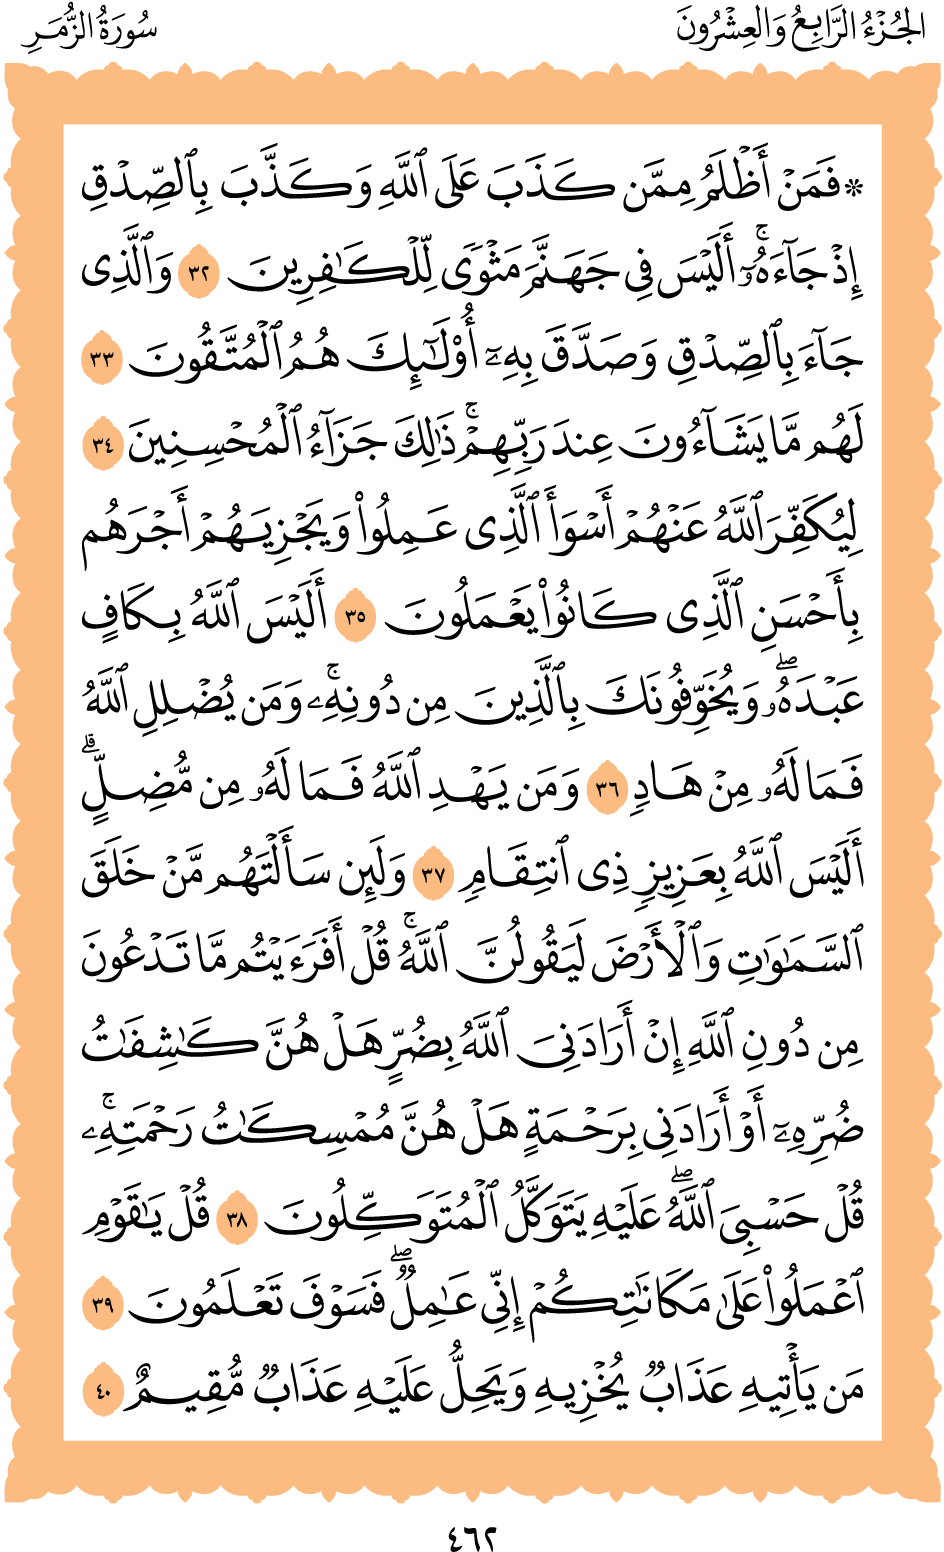 الجُزْءُ الرَّابِعُ وَالعِشْرُونَ
سُورَةُ الزُّمَرِ
۞ فَمَنْ أَظْلَمُ مِمَّن كَذَبَ عَلَى ٱللَّهِ وَكَذَّبَ بِٱلصِّدْقِ
إِذْ جَآءَهُۥٓۚ أَلَيْسَ فِى جَهَنَّمَ مَثْوًى لِّلْكَٰفِرِينَ ٣٢ وَٱلَّذِى
جَآءَ بِٱلصِّدْقِ وَصَدَّقَ بِهِۦٓ أُوْلَٰٓئِكَ هُمُ ٱلْمُتَّقُونَ ٣٣
لَهُم مَّا يَشَآءُونَ عِندَ رَبِّهِمْۚ ذَٰلِكَ جَزَآءُ ٱلْمُحْسِنِينَ ٣٤
لِيُكَفِّرَ ٱللَّهُ عَنْهُمْ أَسْوَأَ ٱلَّذِى عَمِلُوا۟ وَيَجْزِيَهُمْ أَجْرَهُم
بِأَحْسَنِ ٱلَّذِى كَانُوا۟ يَعْمَلُونَ ٣٥ أَلَيْسَ ٱللَّهُ بِكَافٍ
عَبْدَهُۥۖ وَيُخَوِّفُونَكَ بِٱلَّذِينَ مِن دُونِهِۦۚ وَمَن يُضْلِلِ ٱللَّهُ
فَمَا لَهُۥ مِنْ هَادٍ ٣٦ وَمَن يَهْدِ ٱللَّهُ فَمَا لَهُۥ مِن مُّضِلٍّۗ
أَلَيْسَ ٱللَّهُ بِعَزِيزٍ ذِى ٱنتِقَامٍ ٣٧ وَلَئِن سَأَلْتَهُم مَّنْ خَلَقَ
ٱلسَّمَٰوَٰتِ وَٱلْأَرْضَ لَيَقُولُنَّ ٱللَّهُۚ قُلْ أَفَرَءَيْتُم مَّا تَدْعُونَ
مِن دُونِ ٱللَّهِ إِنْ أَرَادَنِىَ ٱللَّهُ بِضُرٍّ هَلْ هُنَّ كَٰشِفَٰتُ
ضُرِّهِۦٓ أَوْ أَرَادَنِى بِرَحْمَةٍ هَلْ هُنَّ مُمْسِكَٰتُ رَحْمَتِهِۦۚ
قُلْ حَسْبِىَ ٱللَّهُۖ عَلَيْهِ يَتَوَكَّلُ ٱلْمُتَوَكِّلُونَ ٣٨ قُلْ يَٰقَوْمِ
ٱعْمَلُوا۟ عَلَىٰ مَكَانَتِكُمْ إِنِّى عَٰمِلٌۖ فَسَوْفَ تَعْلَمُونَ ٣٩
مَن يَأْتِيهِ عَذَابٌ يُخْزِيهِ وَيَحِلُّ عَلَيْهِ عَذَابٌ مُّقِيمٌ ٤٠
٤٦٢